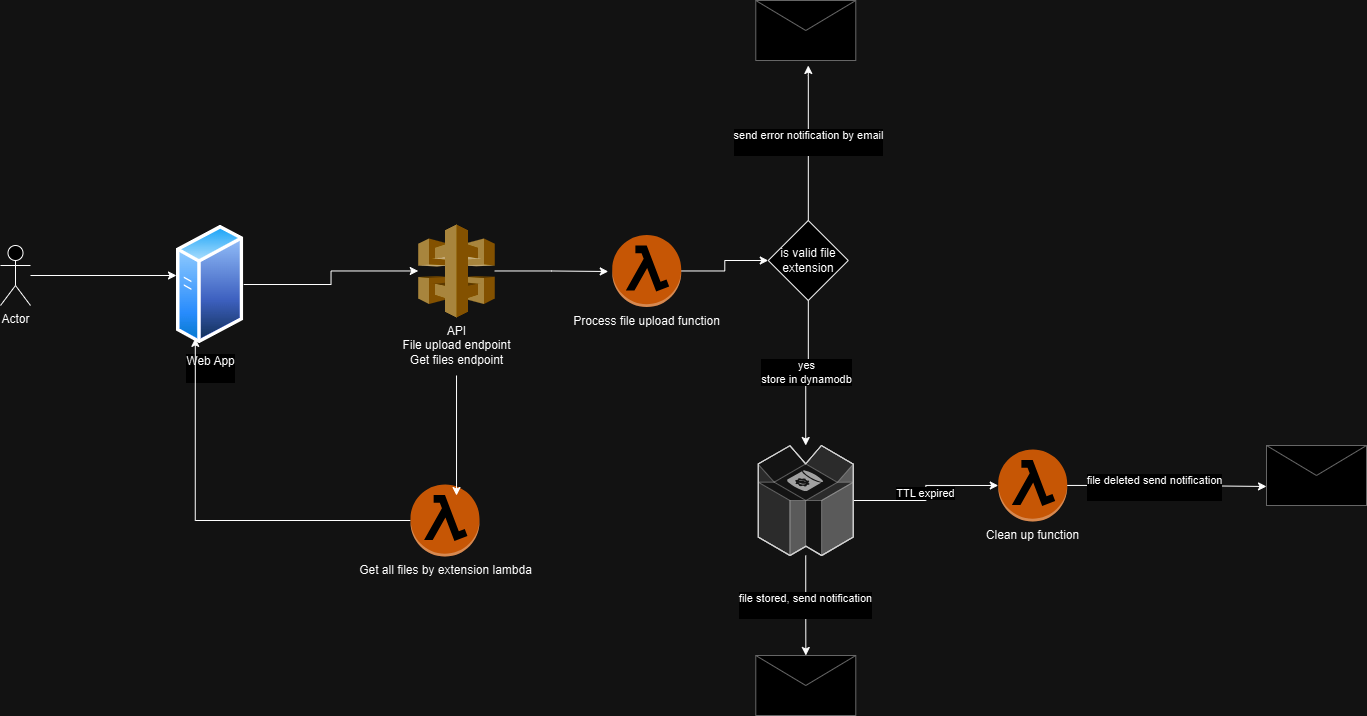 send error notification by email
is valid file
extension
Actor
Web App
API
File upload endpoint
Get files endpoint
Process file upload function
yes
store in dynamodb
TTL expired
file deleted send notification
Clean up function
Get all files by extension lambda
file stored, send notification